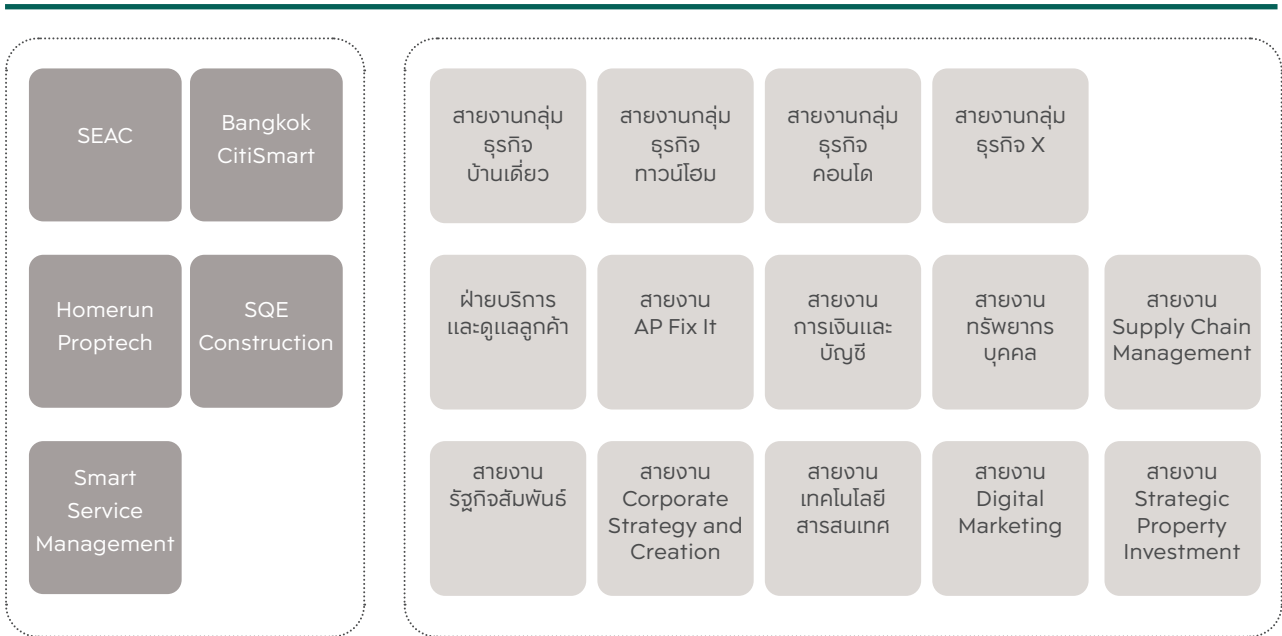 SEAC
Bangkok
CitiSmart
Homerun
Proptech
SQE
Construction
Smart
Service
Management
สายงานกลุ่ม
ธุรกิจ
บ้านเดี่ยว
สายงานกลุ่ม
ธุรกิจ
ทาวน์โฮม
สายงานกลุ่ม
ธุรกิจ
คอนโด
สายงานกลุ่ม
ธุรกิจ X
ฝ่ายบริการ
และดูแลลูกค้า
สายงาน
AP Fix It
สายงาน
การเงินและ
บัญชี
สายงาน
ทรัพยากร
บุคคล
สายงาน
Supply Chain
Management
สายงาน
รัฐกิจสัมพันธ์
สายงาน
Corporate
Strategy and
Creation
สายงาน
เทคโนโลยี
สารสนเทศ
สายงาน
Digital
Marketing
สายงาน
Strategic
Property
Investment